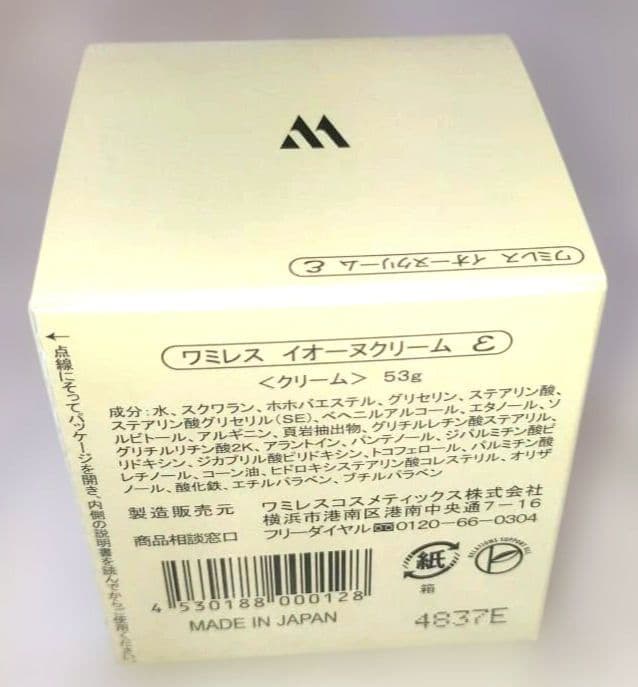 ワミレス イオーヌクリーム ε
ワミレス イオーヌクリーム ε
＜クリーム＞ 53g
成分：水、スクワラン、ホホバエステル、グリセリン、ステアリン酸、
ステアリン酸グリセリル（SE）、ベヘニルアルコール、エタノール、ソ
ルビトール、アルギニン、頁岩抽出物、グリチルレチン酸ステアリル、
グリチルリチン酸2K、アラントイン、パンテノール、ジパルミチン酸ピ
リドキシン、ジカプリル酸ピリドキシン、トコフェロール、パルミチン酸
レチノール、コーン油、ヒドロキシステアリン酸コレステリル、オリザ
ノール、酸化鉄、エチルパラベン、ブチルパラベン
製造販売元 ワミレスコスメティックス株式会社
横浜市港南区港南中央通7-16
商品相談窓口 フリーダイヤル 0120-66-0304
4 530188 000128
MADE IN JAPAN
紙
箱
4837E
←点線にそってパッケージを開き、内側の説明書を読んでからご使用ください。